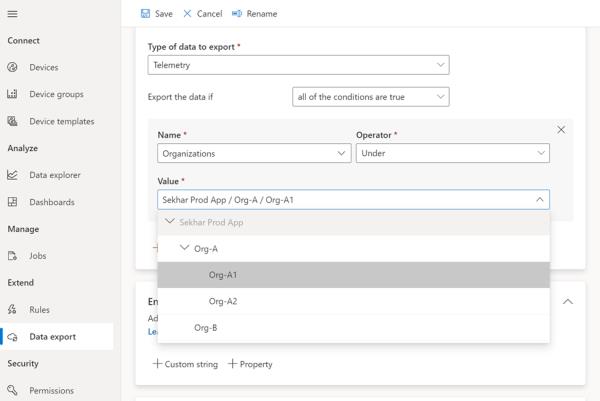 Save Cancel Rename
Connect
Devices
Device groups
Device templates
Analyze
Data explorer
Dashboards
Manage
Jobs
Extend
Rules
Data export
Security
Permissions
Type of data to export *
Telemetry
Export the data if all of the conditions are true
Name * Operator *
Organizations Under
Value *
Sekhar Prod App / Org-A / Org-A1
Sekhar Prod App
Org-A
Org-A1
Org-A2
Org-B
En
Ad
Lea
+ Custom string + Property